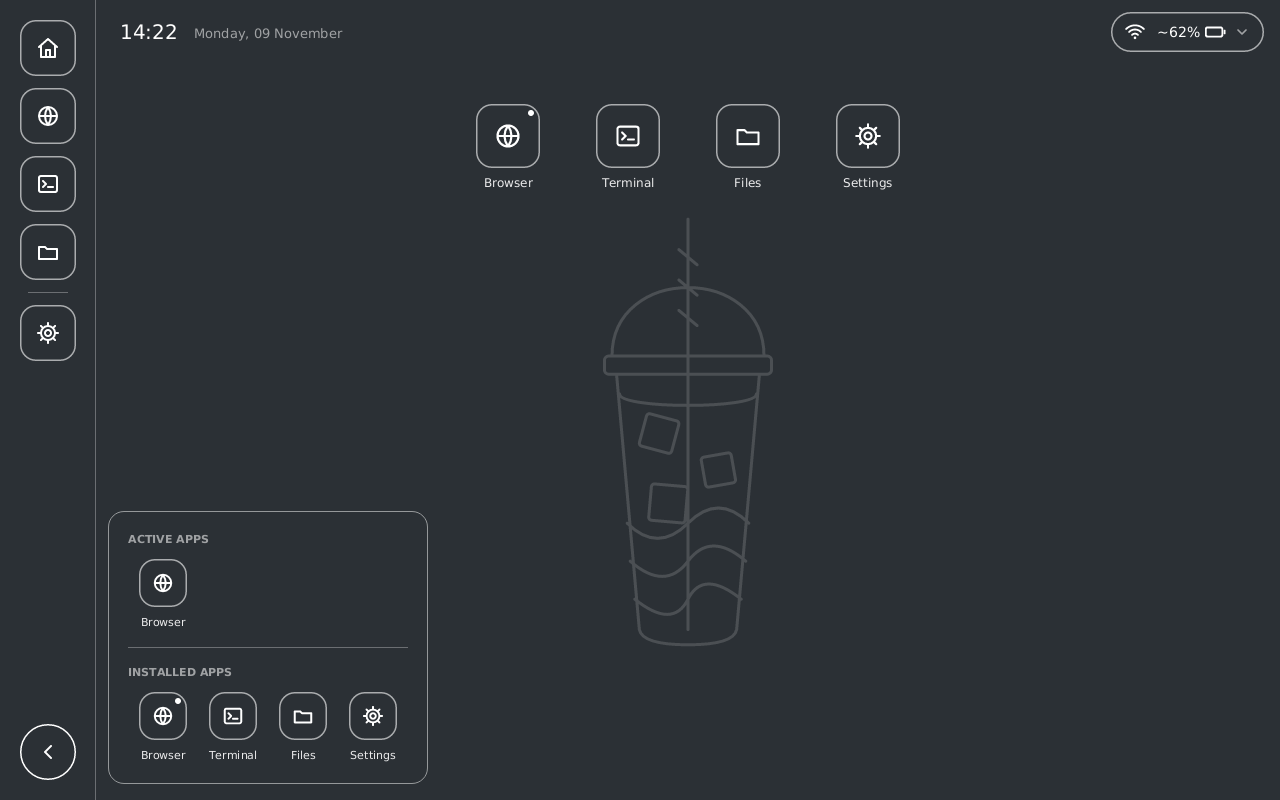 14:22 Monday, 09 November ~62%
Browser Terminal Files Settings
ACTIVE APPS
Browser
INSTALLED APPS
Browser Terminal Files Settings